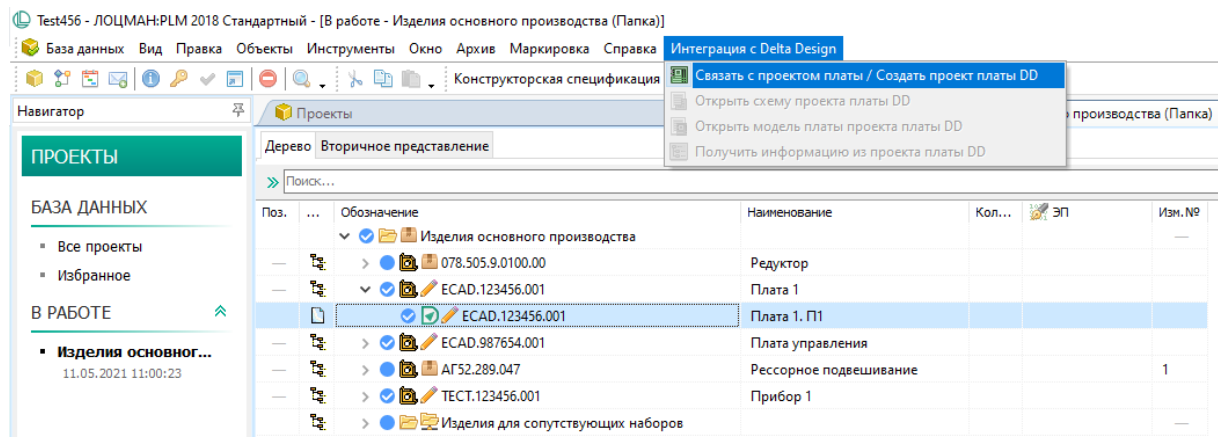 Test456 - ЛОЦМАН:PLM 2018 Стандартный - [В работе - Изделия основного производства (Папка)]
База данных Вид Правка Объекты Инструменты Окно Архив Маркировка Справка Интеграция с Delta Design
Конструкторская спецификация
Связать с проектом платы / Создать проект платы DD
Открыть схему проекта платы DD
Открыть модель платы проекта платы DD
Получить информацию из проекта платы DD
Навигатор
Проекты
производства (Папка)
ПРОЕКТЫ
БАЗА ДАННЫХ
Все проекты
Избранное
В РАБОТЕ
Изделия основног...
11.05.2021 11:00:23
Дерево Вторичное представление
Поиск...
Поз. ... Обозначение Наименование Кол... ЭП Изм.№
Изделия основного производства —
— 078.505.9.0100.00 Редуктор
— ECAD.123456.001 Плата 1
ECAD.123456.001 Плата 1. П1
— ECAD.987654.001 Плата управления
— АГ52.289.047 Рессорное подвешивание 1
— ТЕСТ.123456.001 Прибор 1
Изделия для сопутствующих наборов —